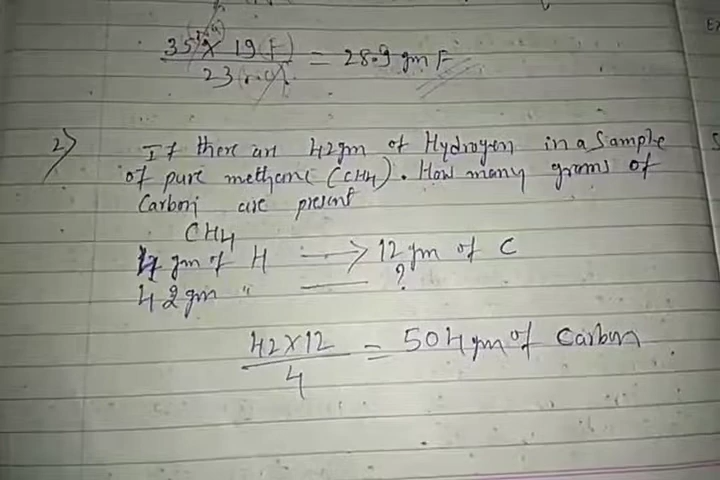 35 × 19 (F) = 28.9 gm F
23
2) If there are 42 gm of Hydrogen in a Sample
of pure methane (CH4). How many grams of
Carbon are present
CH4
4 gm of H → 12 gm of C
42 gm " — ?
42 × 12 = 504 gm of Carbon
4